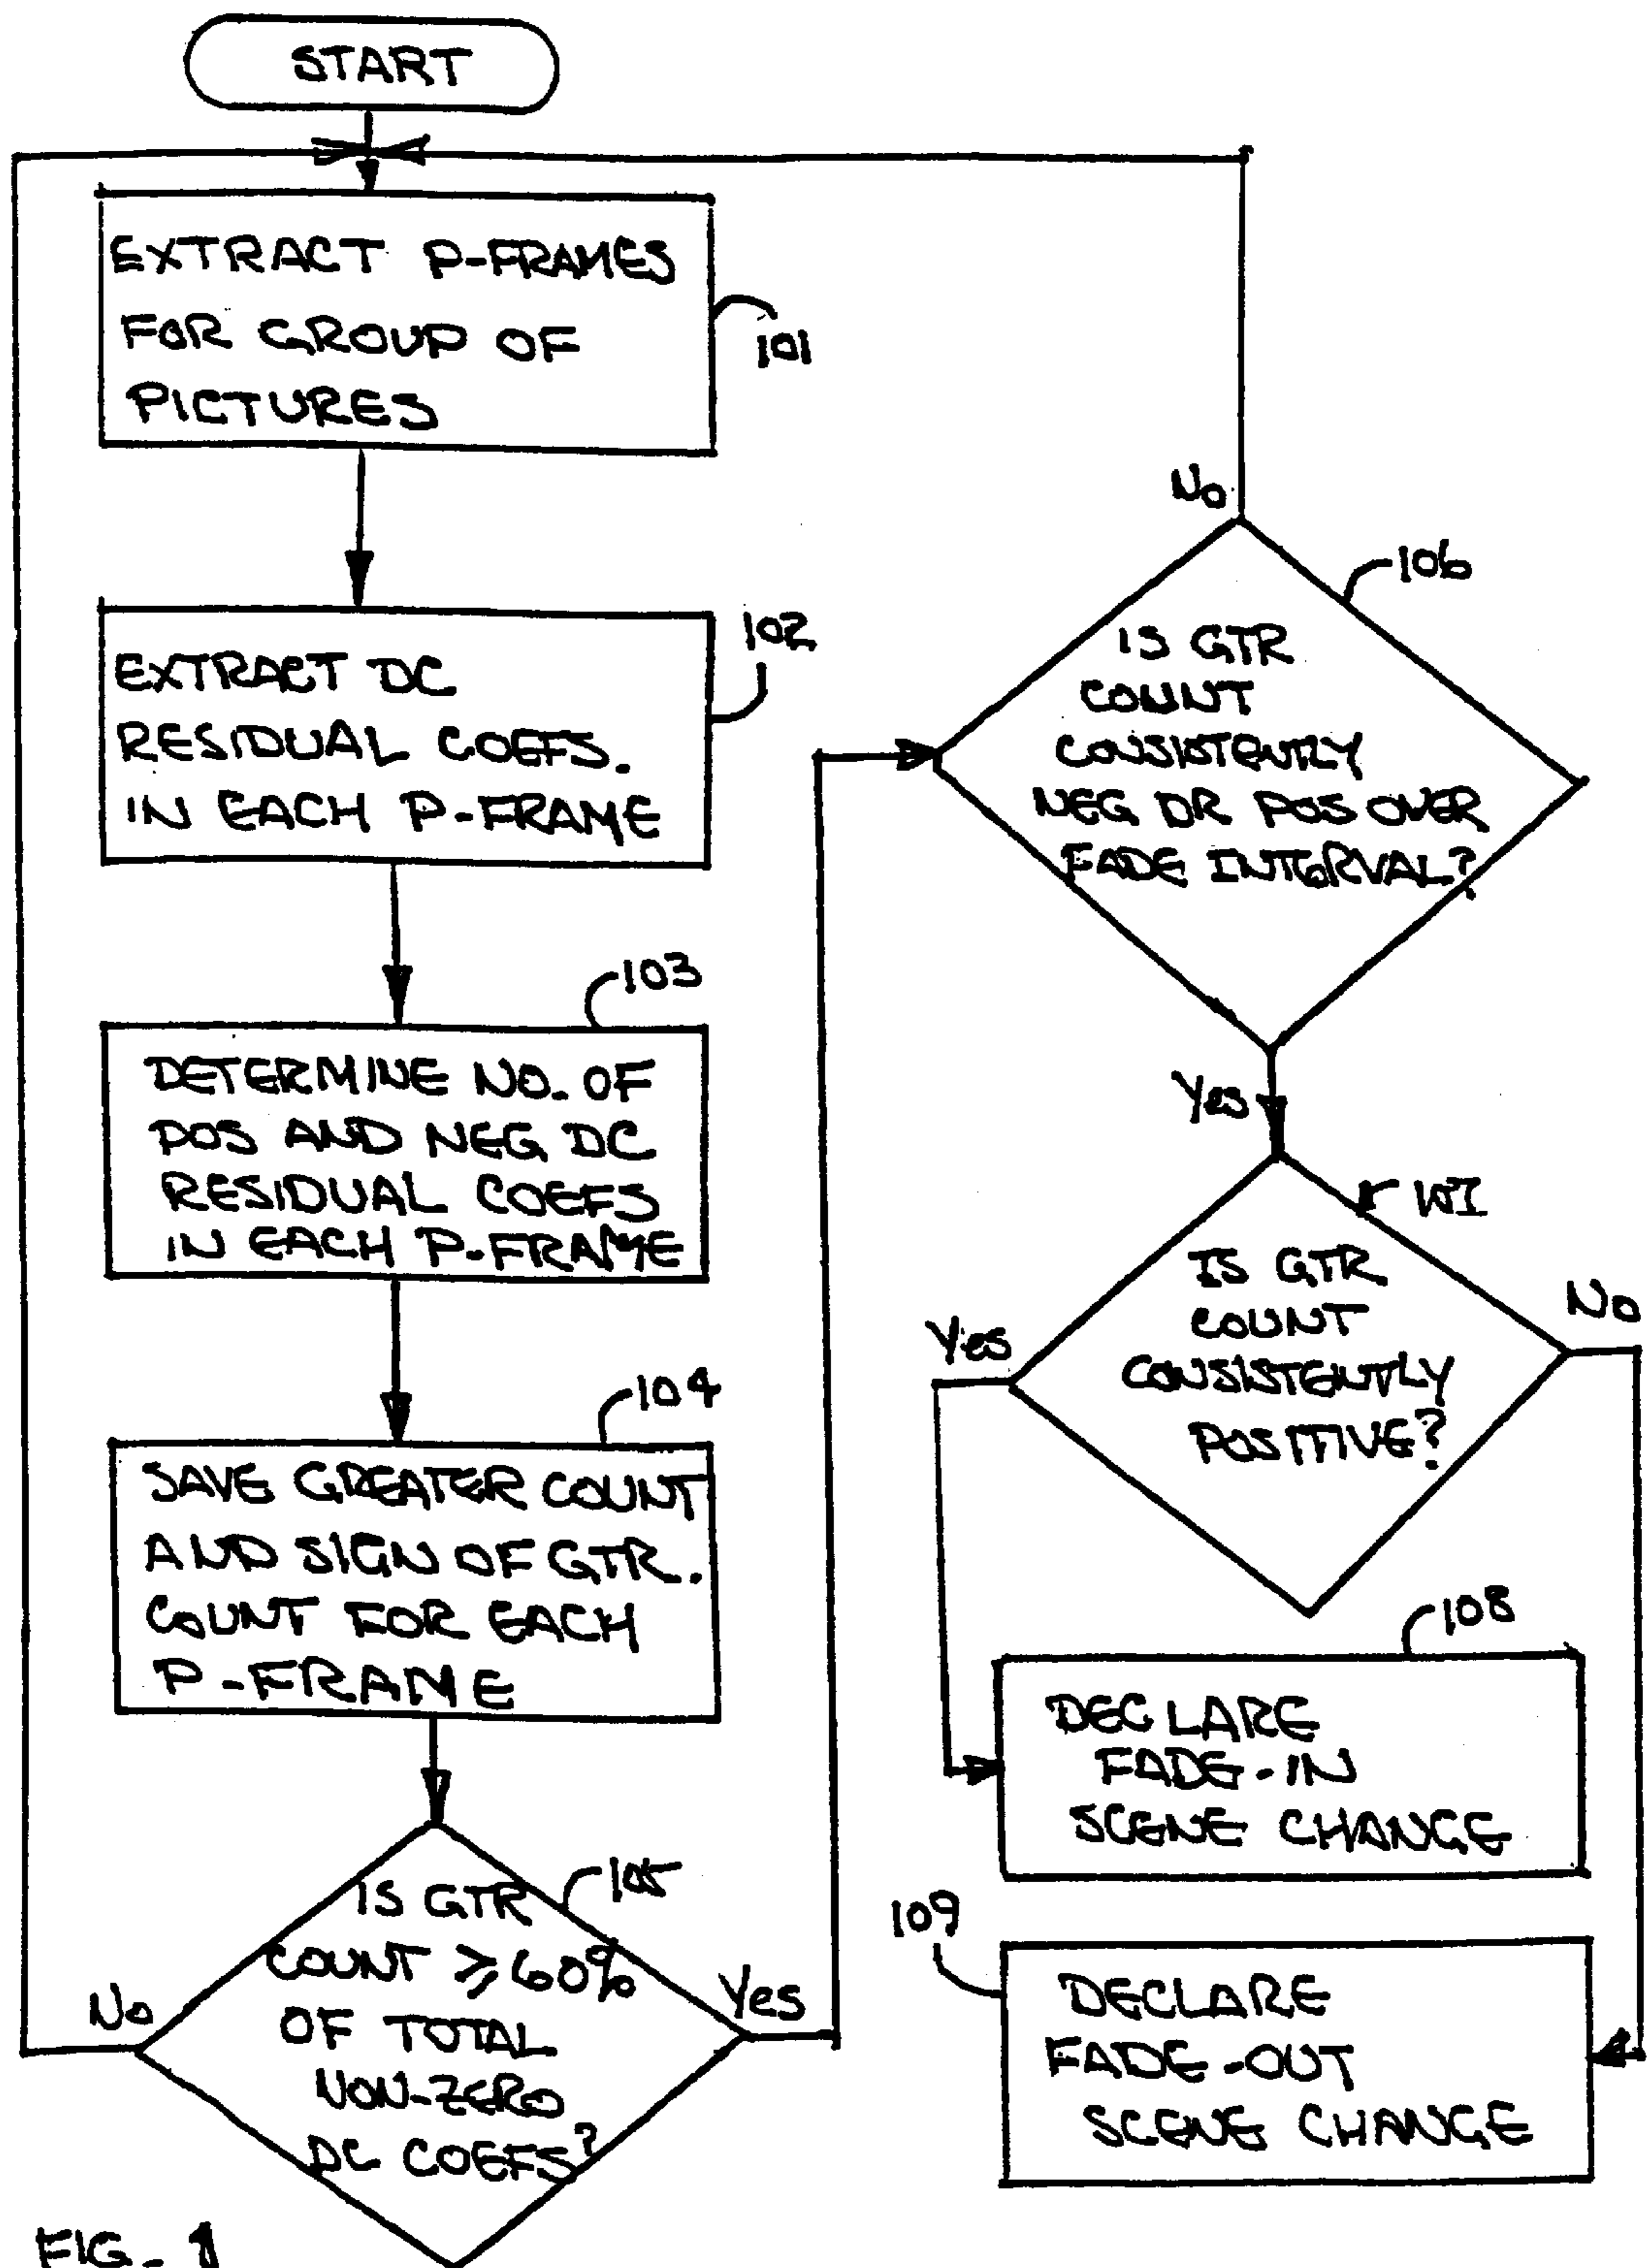 START
EXTRACT P-FRAMES
FOR GROUP OF
PICTURES
101
EXTRACT DC
RESIDUAL COEFS.
IN EACH P-FRAME
102
103
DETERMINE NO. OF
POS AND NEG DC
RESIDUAL COEFS
IN EACH P-FRAME
104
SAVE GREATER COUNT
AND SIGN OF GTR.
COUNT FOR EACH
P-FRAME
105
IS GTR
COUNT ≥ 60%
OF TOTAL
NON-ZERO
DC COEFS?
No
Yes
No
106
IS GTR
COUNT
CONSISTENTLY
NEG OR POS OVER
FADE INTERVAL?
Yes
IS GTR
COUNT
CONSISTENTLY
POSITIVE?
Yes
No
108
DECLARE
FADE-IN
SCENE CHANGE
109
DECLARE
FADE-OUT
SCENE CHANGE
FIG. 1